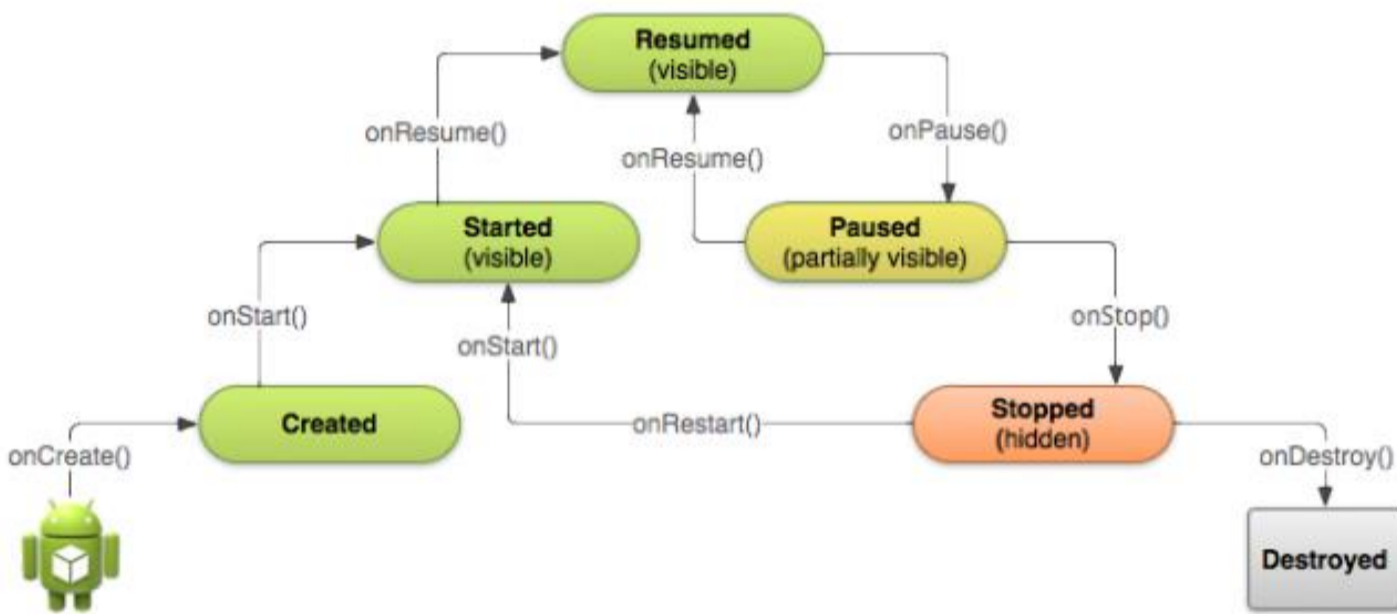 Resumed
(visible)
onResume()
onPause()
onResume()
Started
(visible)
Paused
(partially visible)
onStart()
onStart()
onStop()
Created
onRestart()
Stopped
(hidden)
onCreate()
onDestroy()
Destroyed